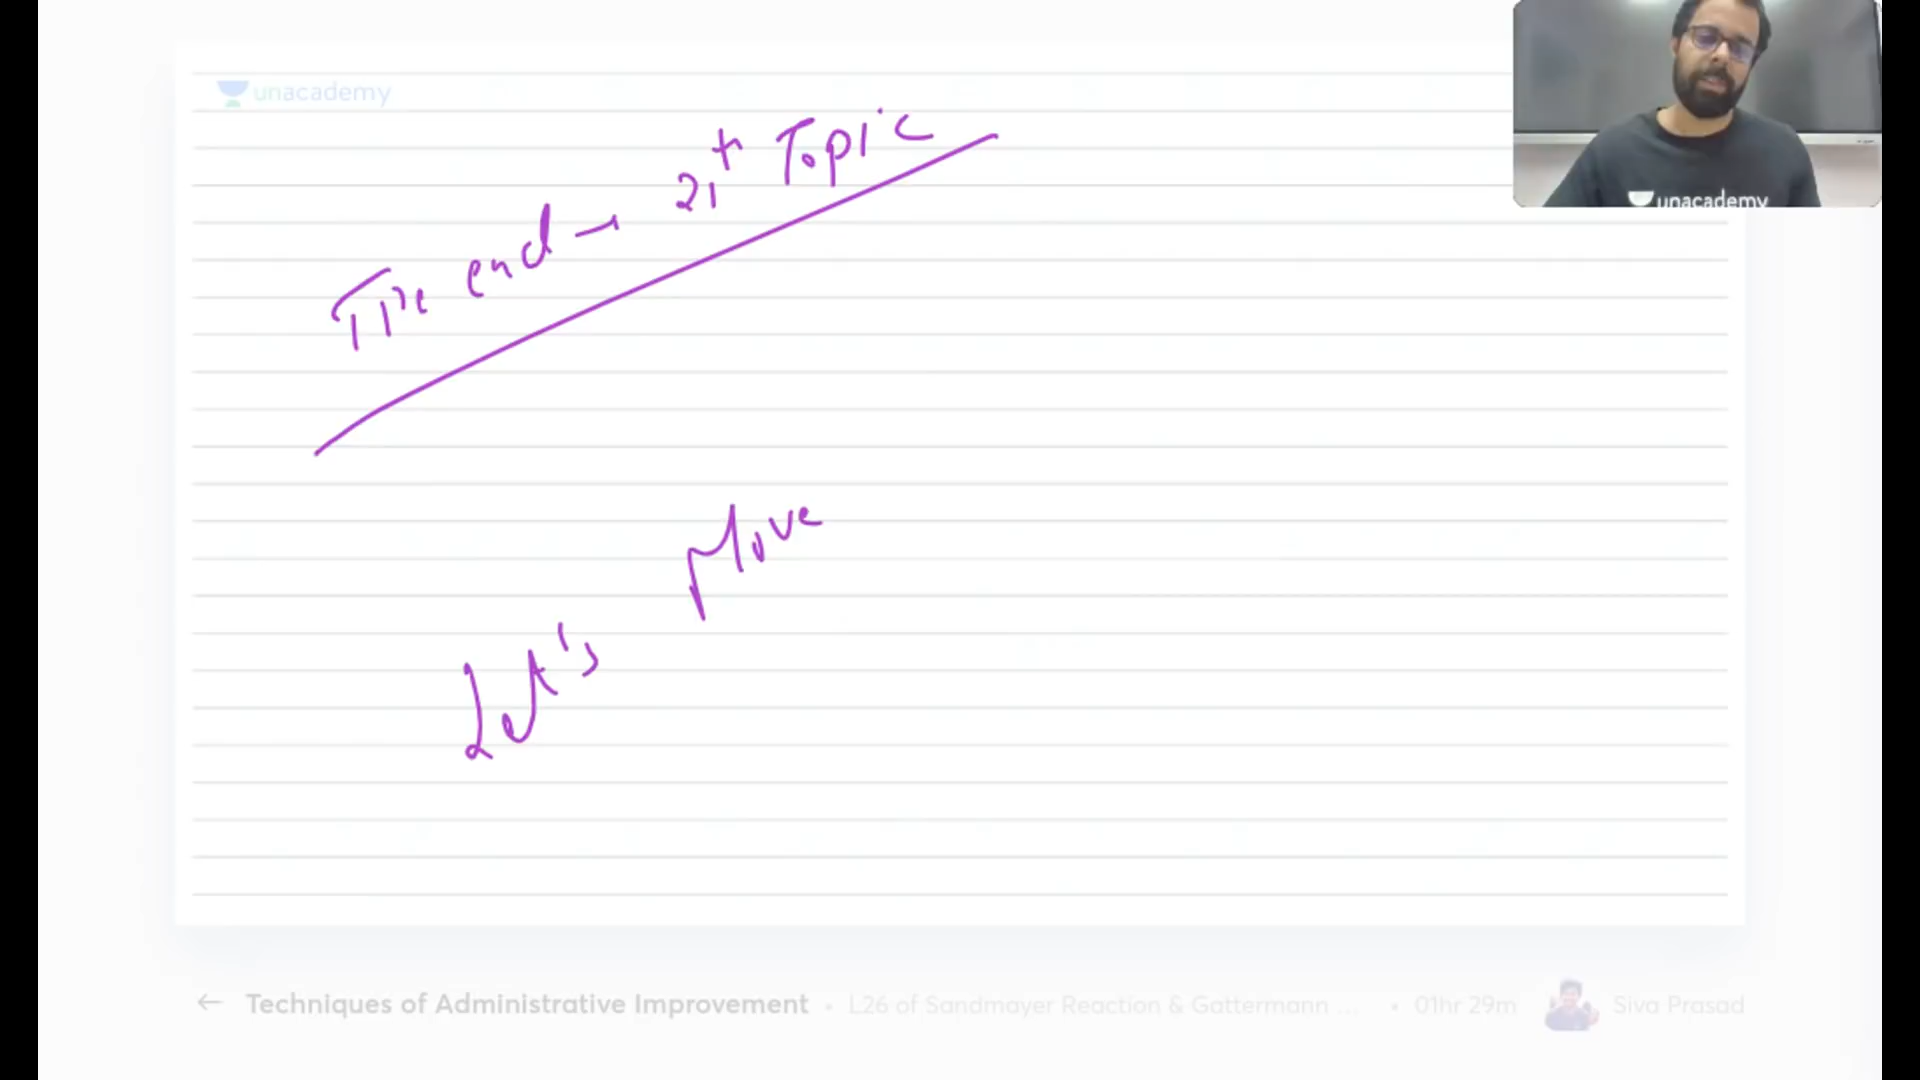 unacademy
The end → 21th Topic
Let's Move
unacademy
← Techniques of Administrative Improvement • L26 of Sandmayer Reaction & Gattermann ... • 01hr 29m Siva Prasad